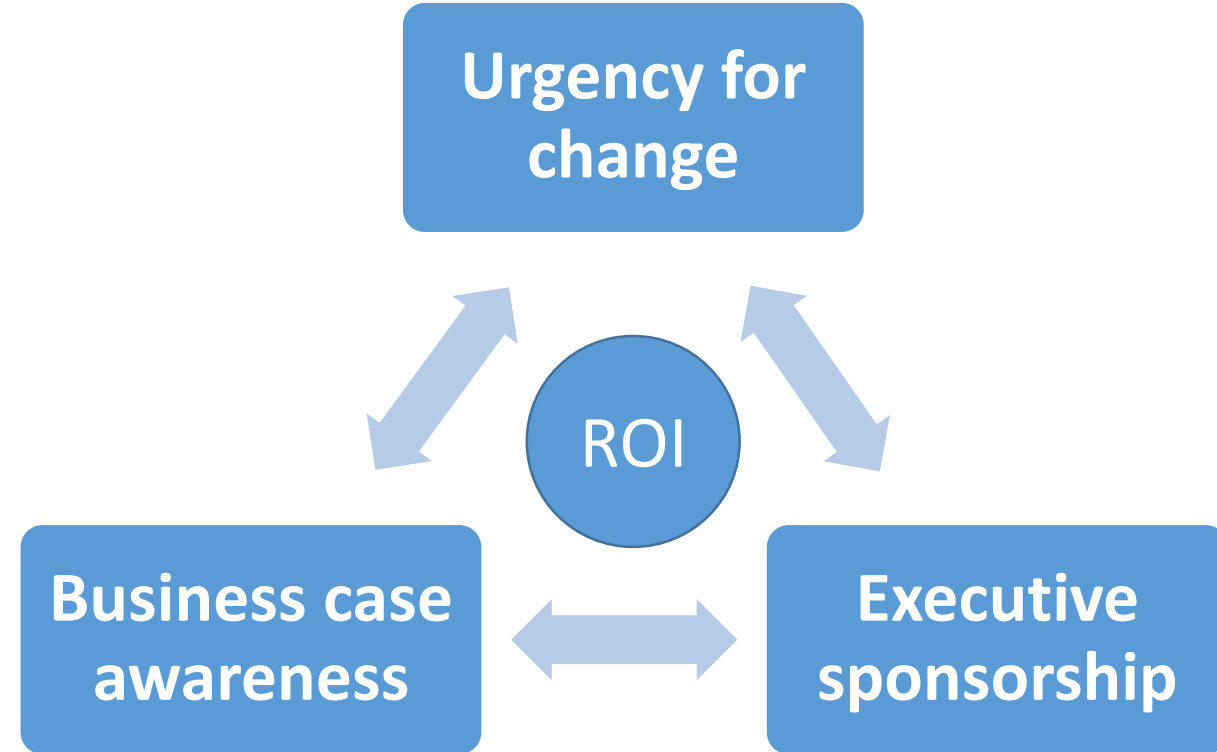 Urgency for
change
ROI
Business case
awareness
Executive
sponsorship